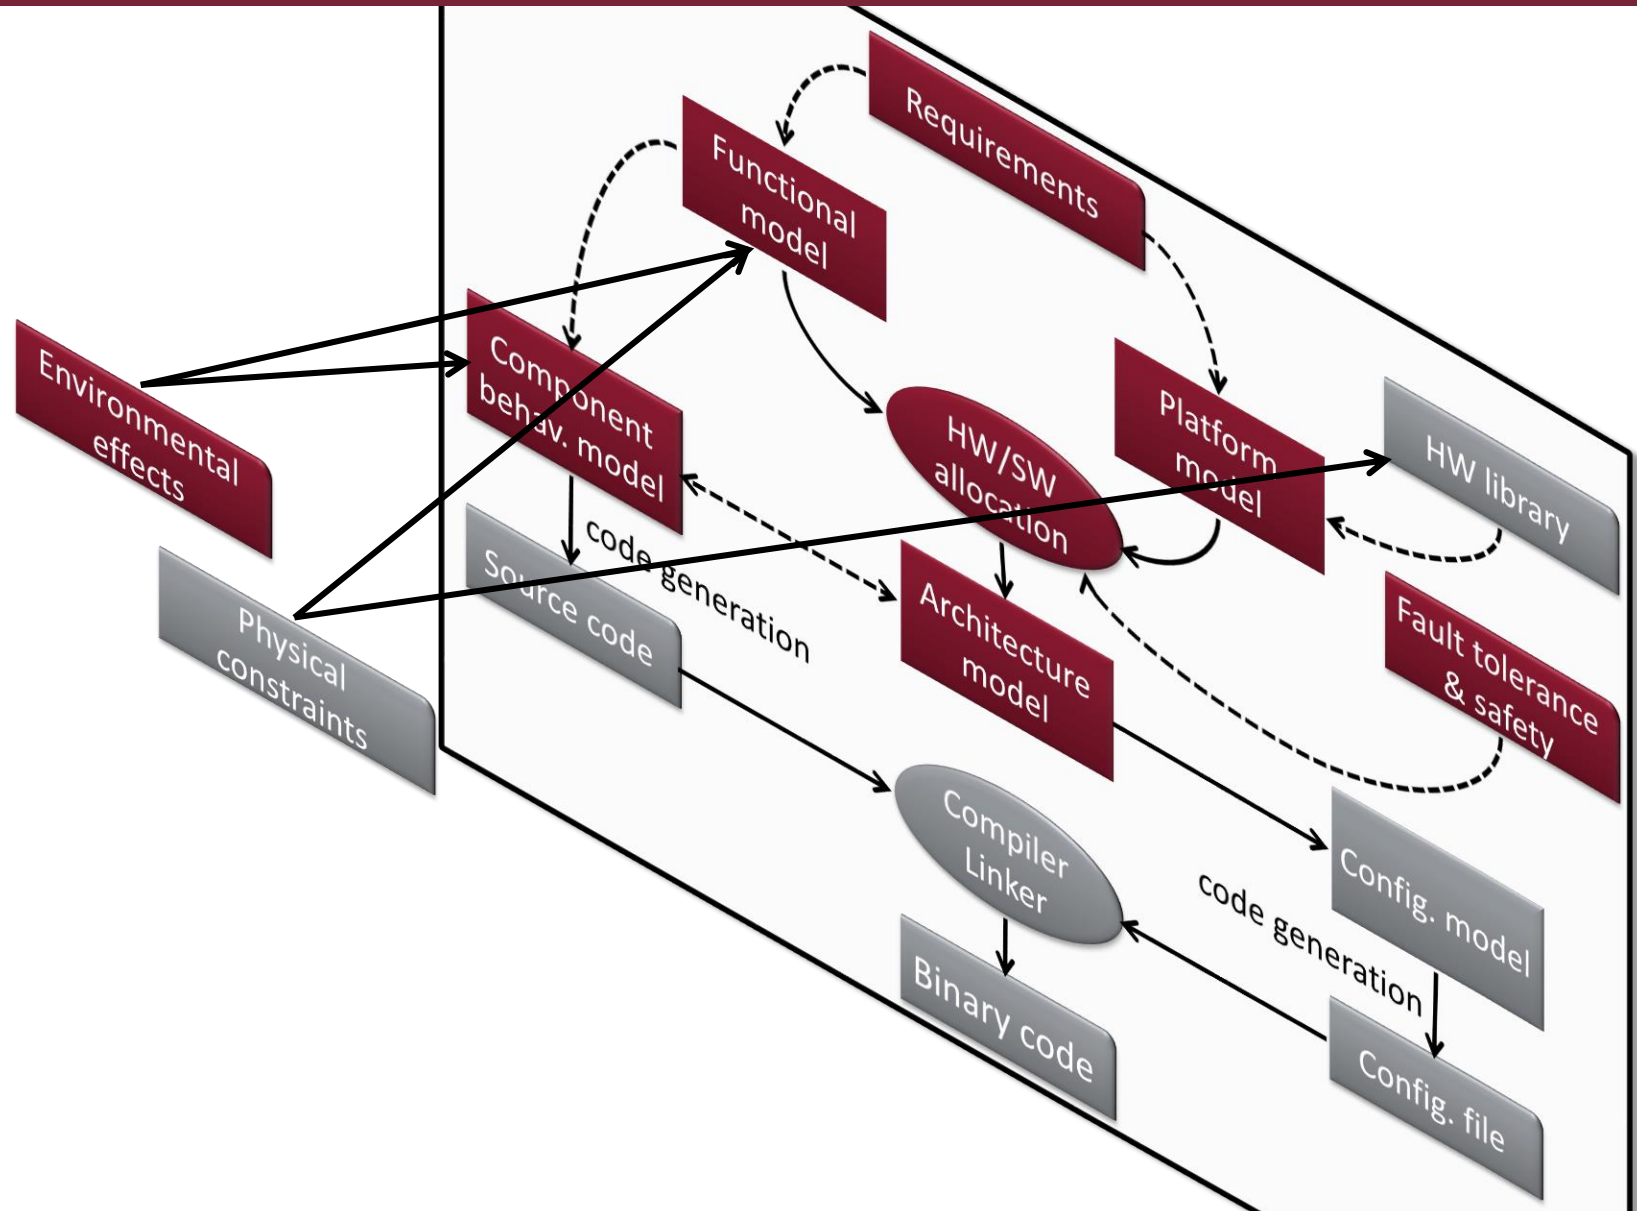 Requirements
Functional
model
Environmental
effects
Component
behav. model
HW/SW
allocation
Platform
model
HW library
Physical
constraints
Source code
code generation
Architecture
model
Fault tolerance
& safety
Compiler
Linker
Config. model
code generation
Binary code
Config. file